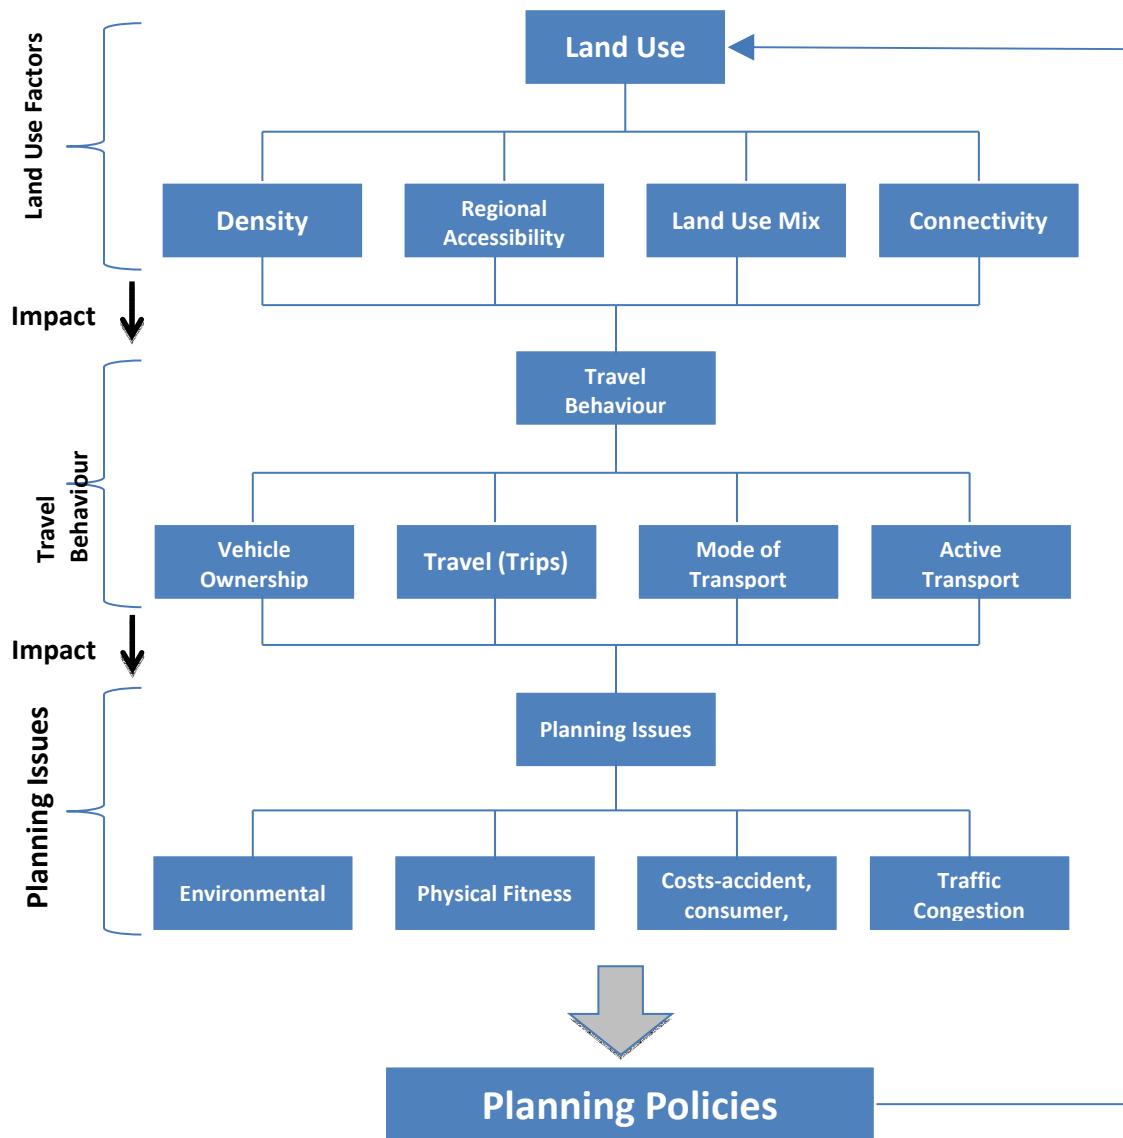 Land Use Factors
Land Use
Density
Regional
Accessibility
Land Use Mix
Connectivity
Impact
Travel
Behaviour
Travel
Behaviour
Vehicle
Ownership
Travel (Trips)
Mode of
Transport
Active
Transport
Impact
Planning Issues
Planning Issues
Environmental
Physical Fitness
Costs-accident,
consumer,
Traffic
Congestion
Planning Policies